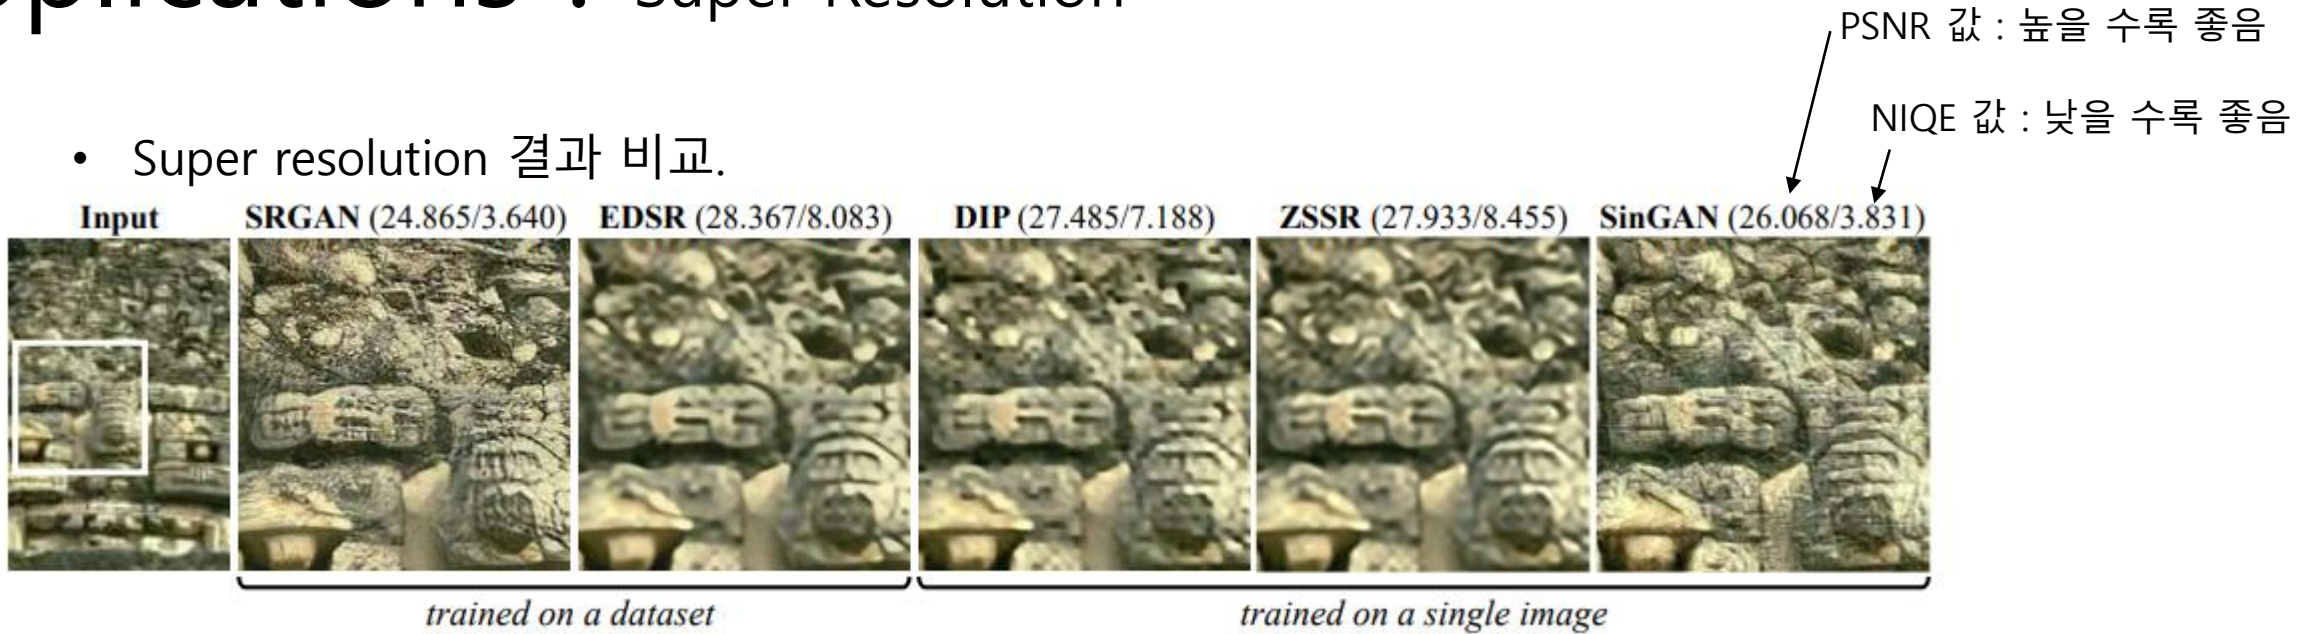 Super Resolution
PSNR 값 : 높을 수록 좋음
NIQE 값 : 낮을 수록 좋음
• Super resolution 결과 비교.
Input
SRGAN (24.865/3.640)
EDSR (28.367/8.083)
DIP (27.485/7.188)
ZSSR (27.933/8.455)
SinGAN (26.068/3.831)
trained on a dataset
trained on a single image